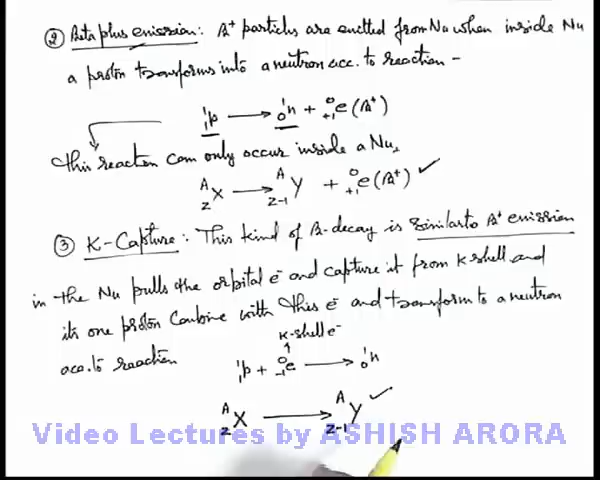 ② Beta plus emission : β⁺ particles are emitted from Nu when inside Nu
a proton transforms into a neutron acc. to reaction –
¹₁p → ¹₀n + ⁰₊₁e (β⁺)
This reaction can only occur inside a Nu.
ᴬ_Z X → ᴬ_Z-1 Y + ⁰₊₁e (β⁺) ✓
③ K-Capture : This kind of β-decay is similar to β⁺ emission
in the Nu pulls the orbital e⁻ and capture it from K shell and
its one proton combine with this e⁻ and transform to a neutron
K-shell e⁻
acc. to reaction ¹₁p + ⁰₋₁e → ¹₀n
ᴬ_Z X → ᴬ_Z-1 Y ✓
Video Lectures by ASHISH ARORA